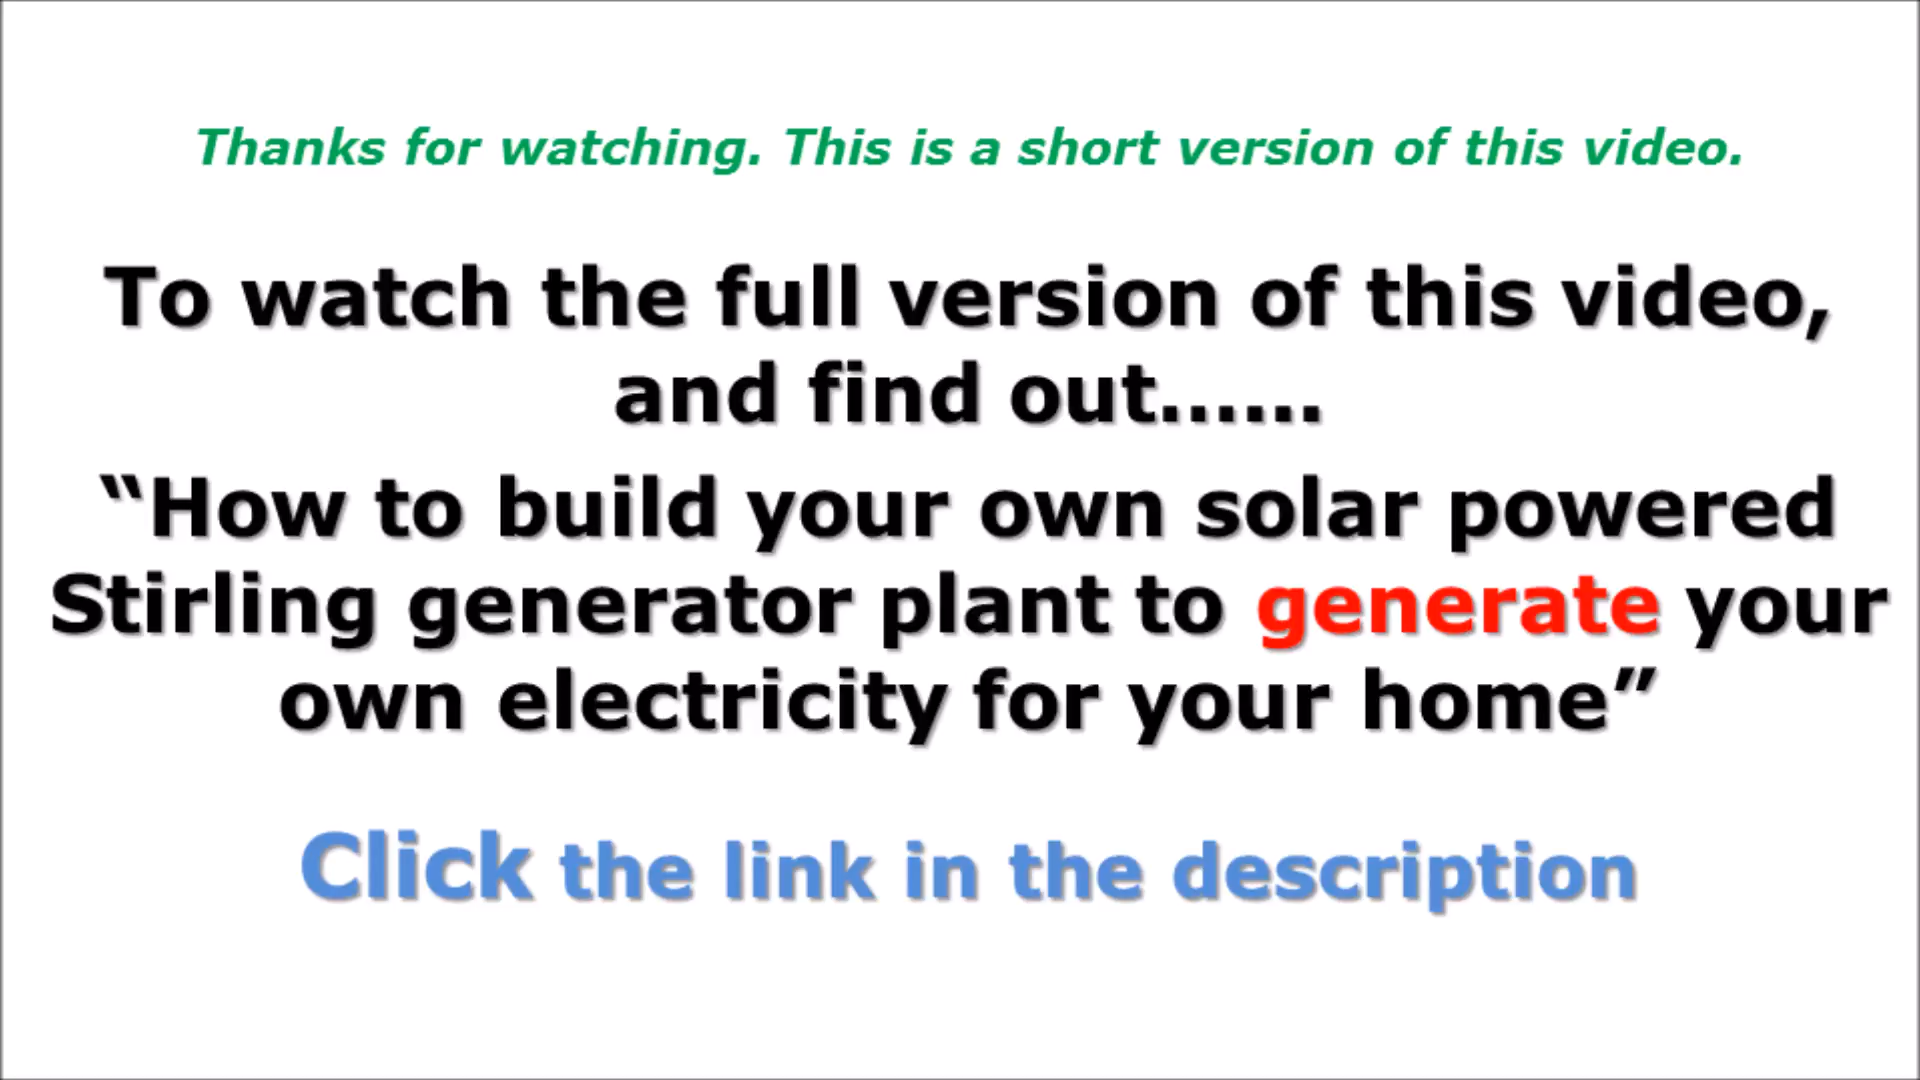 Thanks for watching. This is a short version of this video.
To watch the full version of this video,
and find out......
“How to build your own solar powered
Stirling generator plant to generate your
own electricity for your home”
Click the link in the description